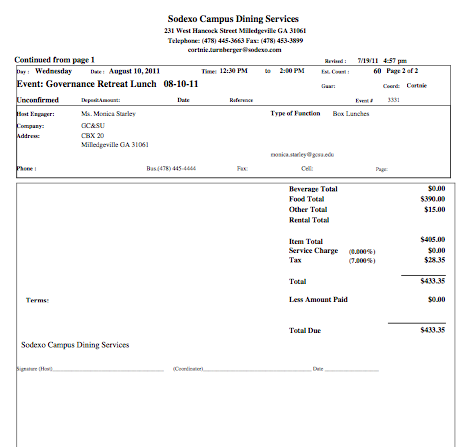 Sodexo Campus Dining Services
231 West Hancock Street Milledgeville GA 31061
Telephone: (478) 445-3663 Fax: (478) 453-3899
cortnie.turnberger@sodexo.com
Continued from page 1 Revised : 7/19/11 4:57 pm
Day : Wednesday Date : August 10, 2011 Time: 12:30 PM to 2:00 PM Est. Count : 60 Page 2 of 2
Event: Governance Retreat Lunch 08-10-11 Guar: Coord: Cortnie
Unconfirmed DepositAmount: Date Reference Event # 3331
Host Engager: Ms. Monica Starley Type of Function Box Lunches
Company: GC&SU
Address: CBX 20
Milledgeville GA 31061
monica.starley@gcsu.edu
Phone : Bus.(478) 445-4444 Fax: Cell: Page:
Beverage Total $0.00
Food Total $390.00
Other Total $15.00
Rental Total
Item Total $405.00
Service Charge (0.000%) $0.00
Tax (7.000%) $28.35
Total $433.35
Terms: Less Amount Paid $0.00
Total Due $433.35
Sodexo Campus Dining Services
Signature (Host) (Coordinator) Date